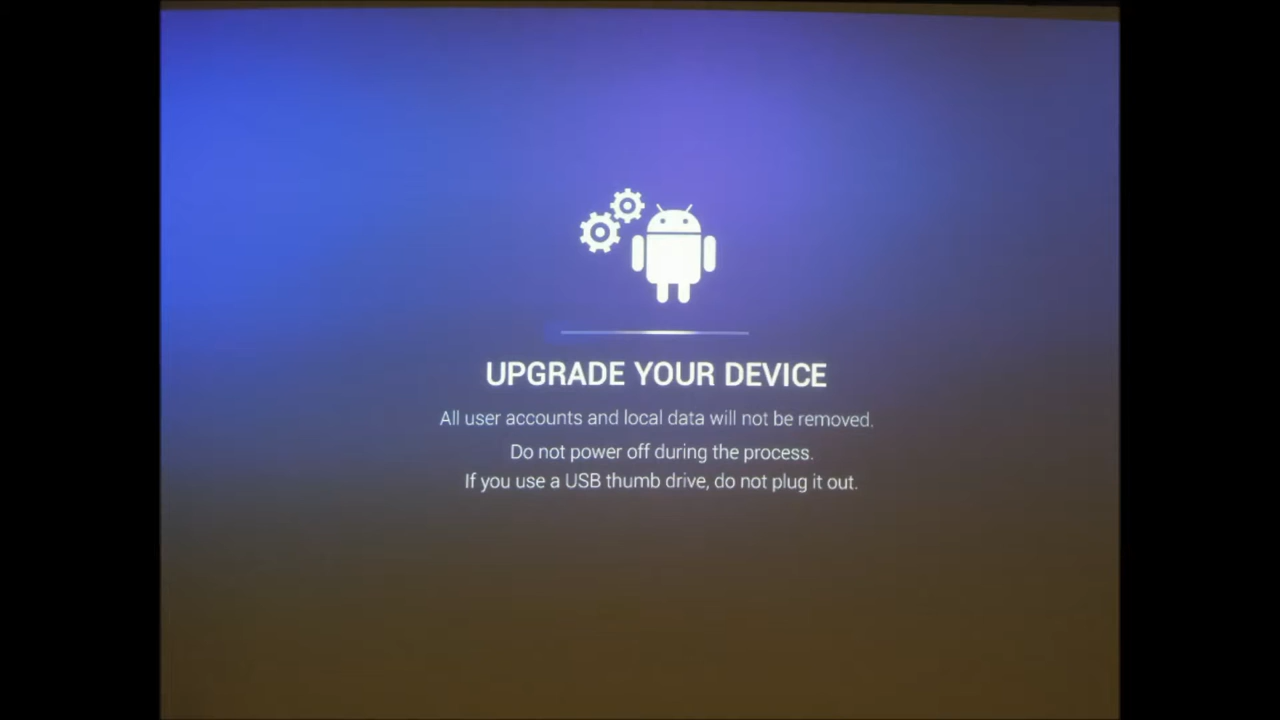 UPGRADE YOUR DEVICE
All user accounts and local data will not be removed.
Do not power off during the process.
If you use a USB thumb drive, do not plug it out.